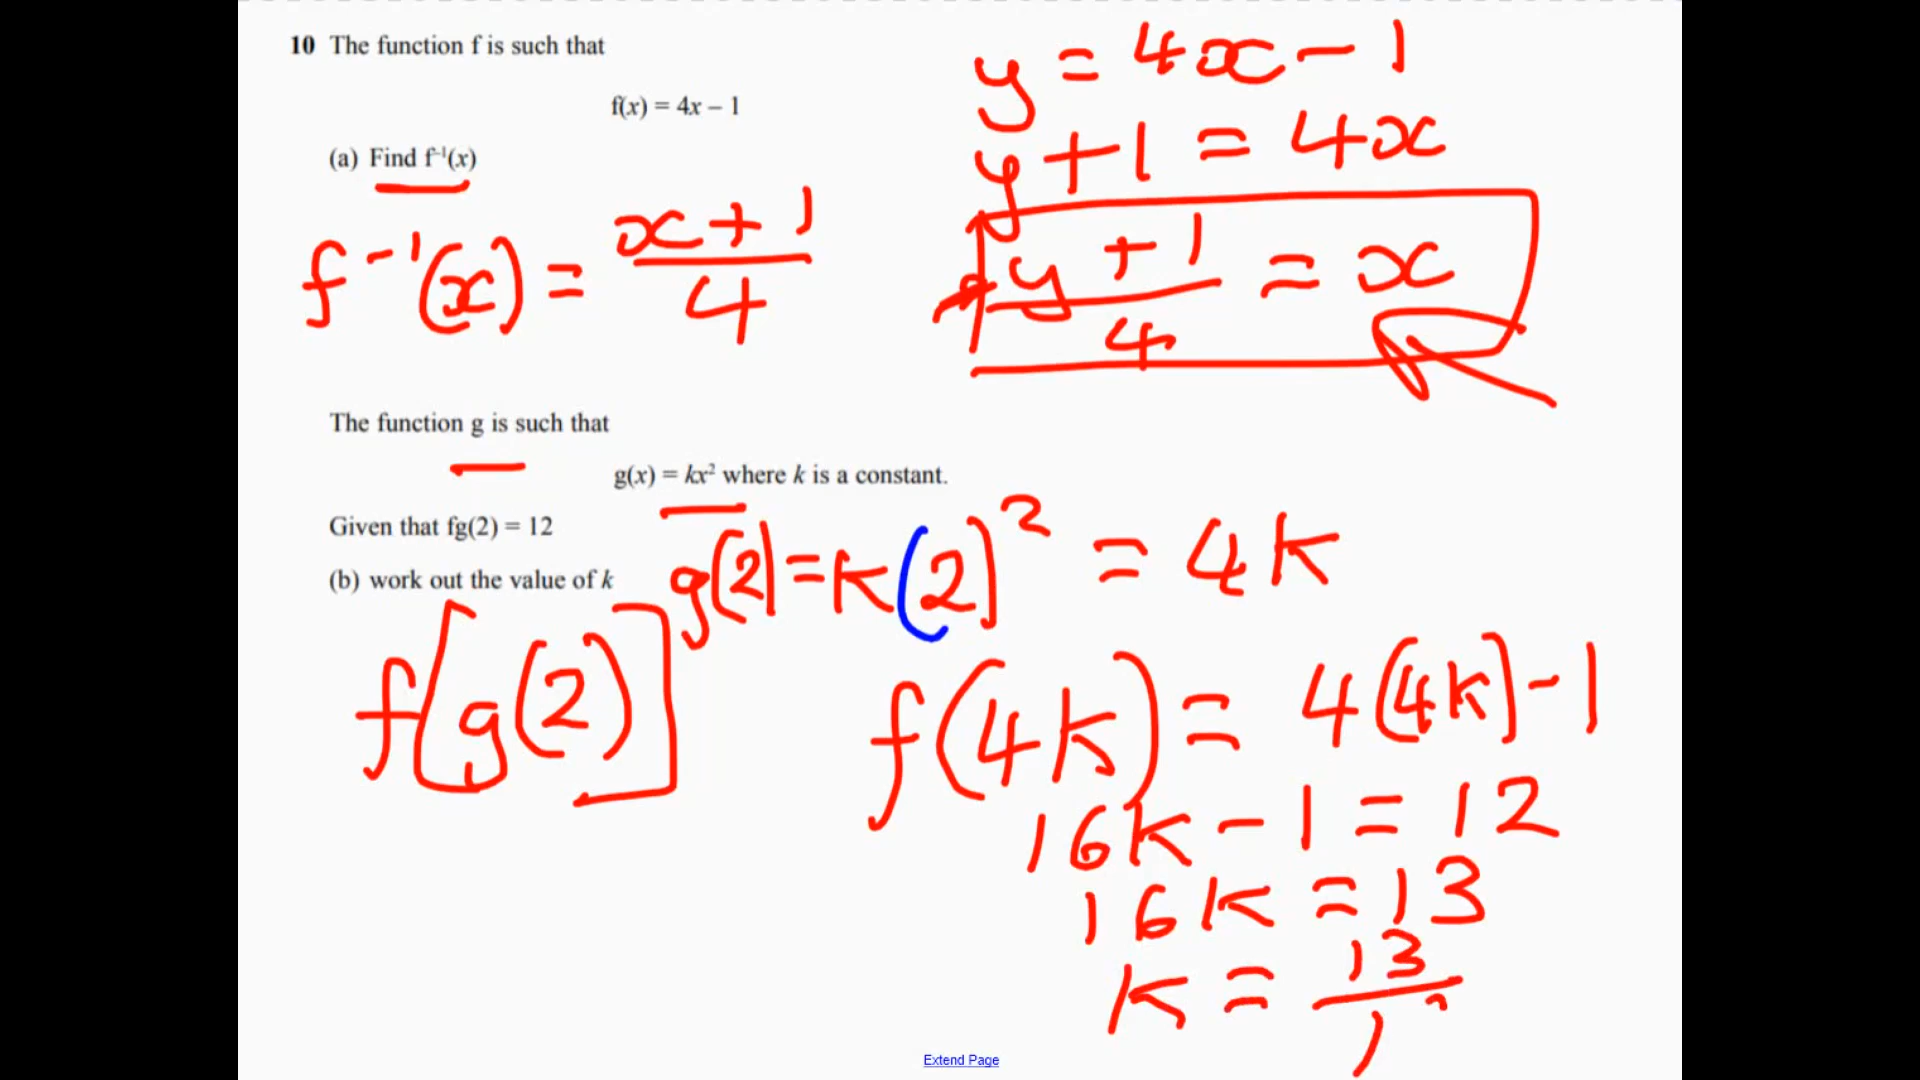 10 The function f is such that
f(x) = 4x – 1
(a) Find f⁻¹(x)
f⁻¹(x) = x + 1 / 4
y = 4x - 1
y + 1 = 4x
y + 1 / 4 = x
The function g is such that
g(x) = kx² where k is a constant.
Given that fg(2) = 12
(b) work out the value of k
g(2) = k(2)² = 4k
f[g(2)]
f(4k) = 4(4k) - 1
16k - 1 = 12
16k = 13
k = 13 / 1
Extend Page